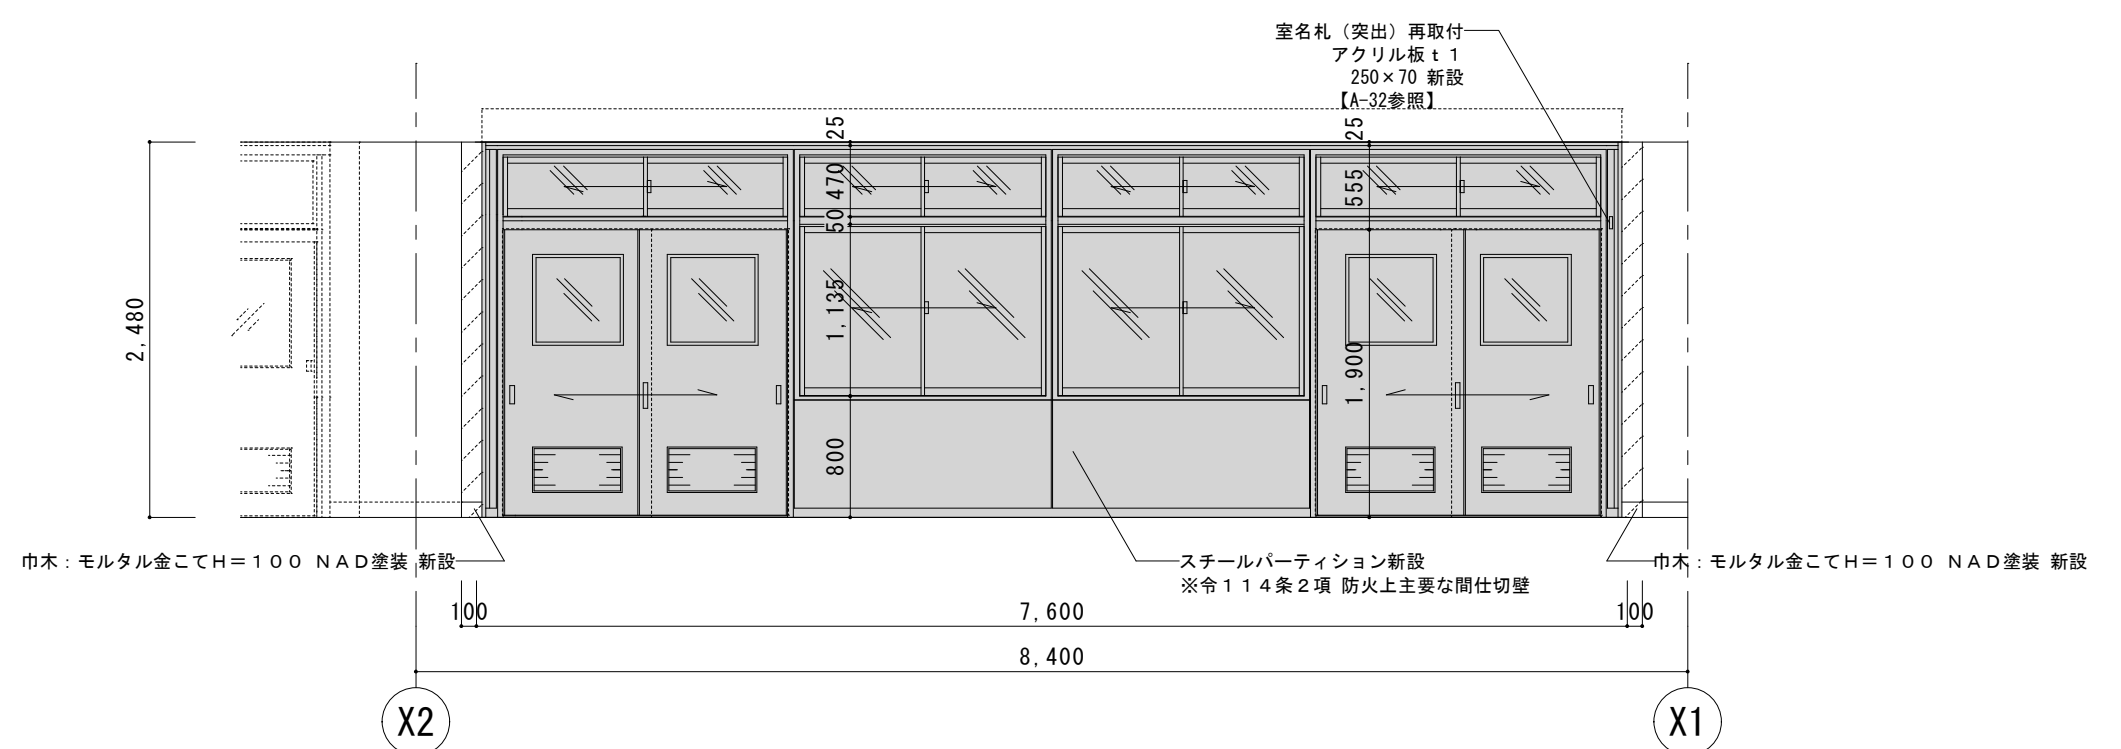 室名札（突出）再取付
アクリル板ｔ１
250×70 新設
【A-32参照】
25
25
470
50
555
2,480
1,135
1,900
800
巾木：モルタル金こてＨ＝１００ ＮＡＤ塗装 新設
スチールパーティション新設
※令１１４条２項 防火上主要な間仕切壁
巾木：モルタル金こてＨ＝１００ ＮＡＤ塗装 新設
100
7,600
100
8,400
X2
X1